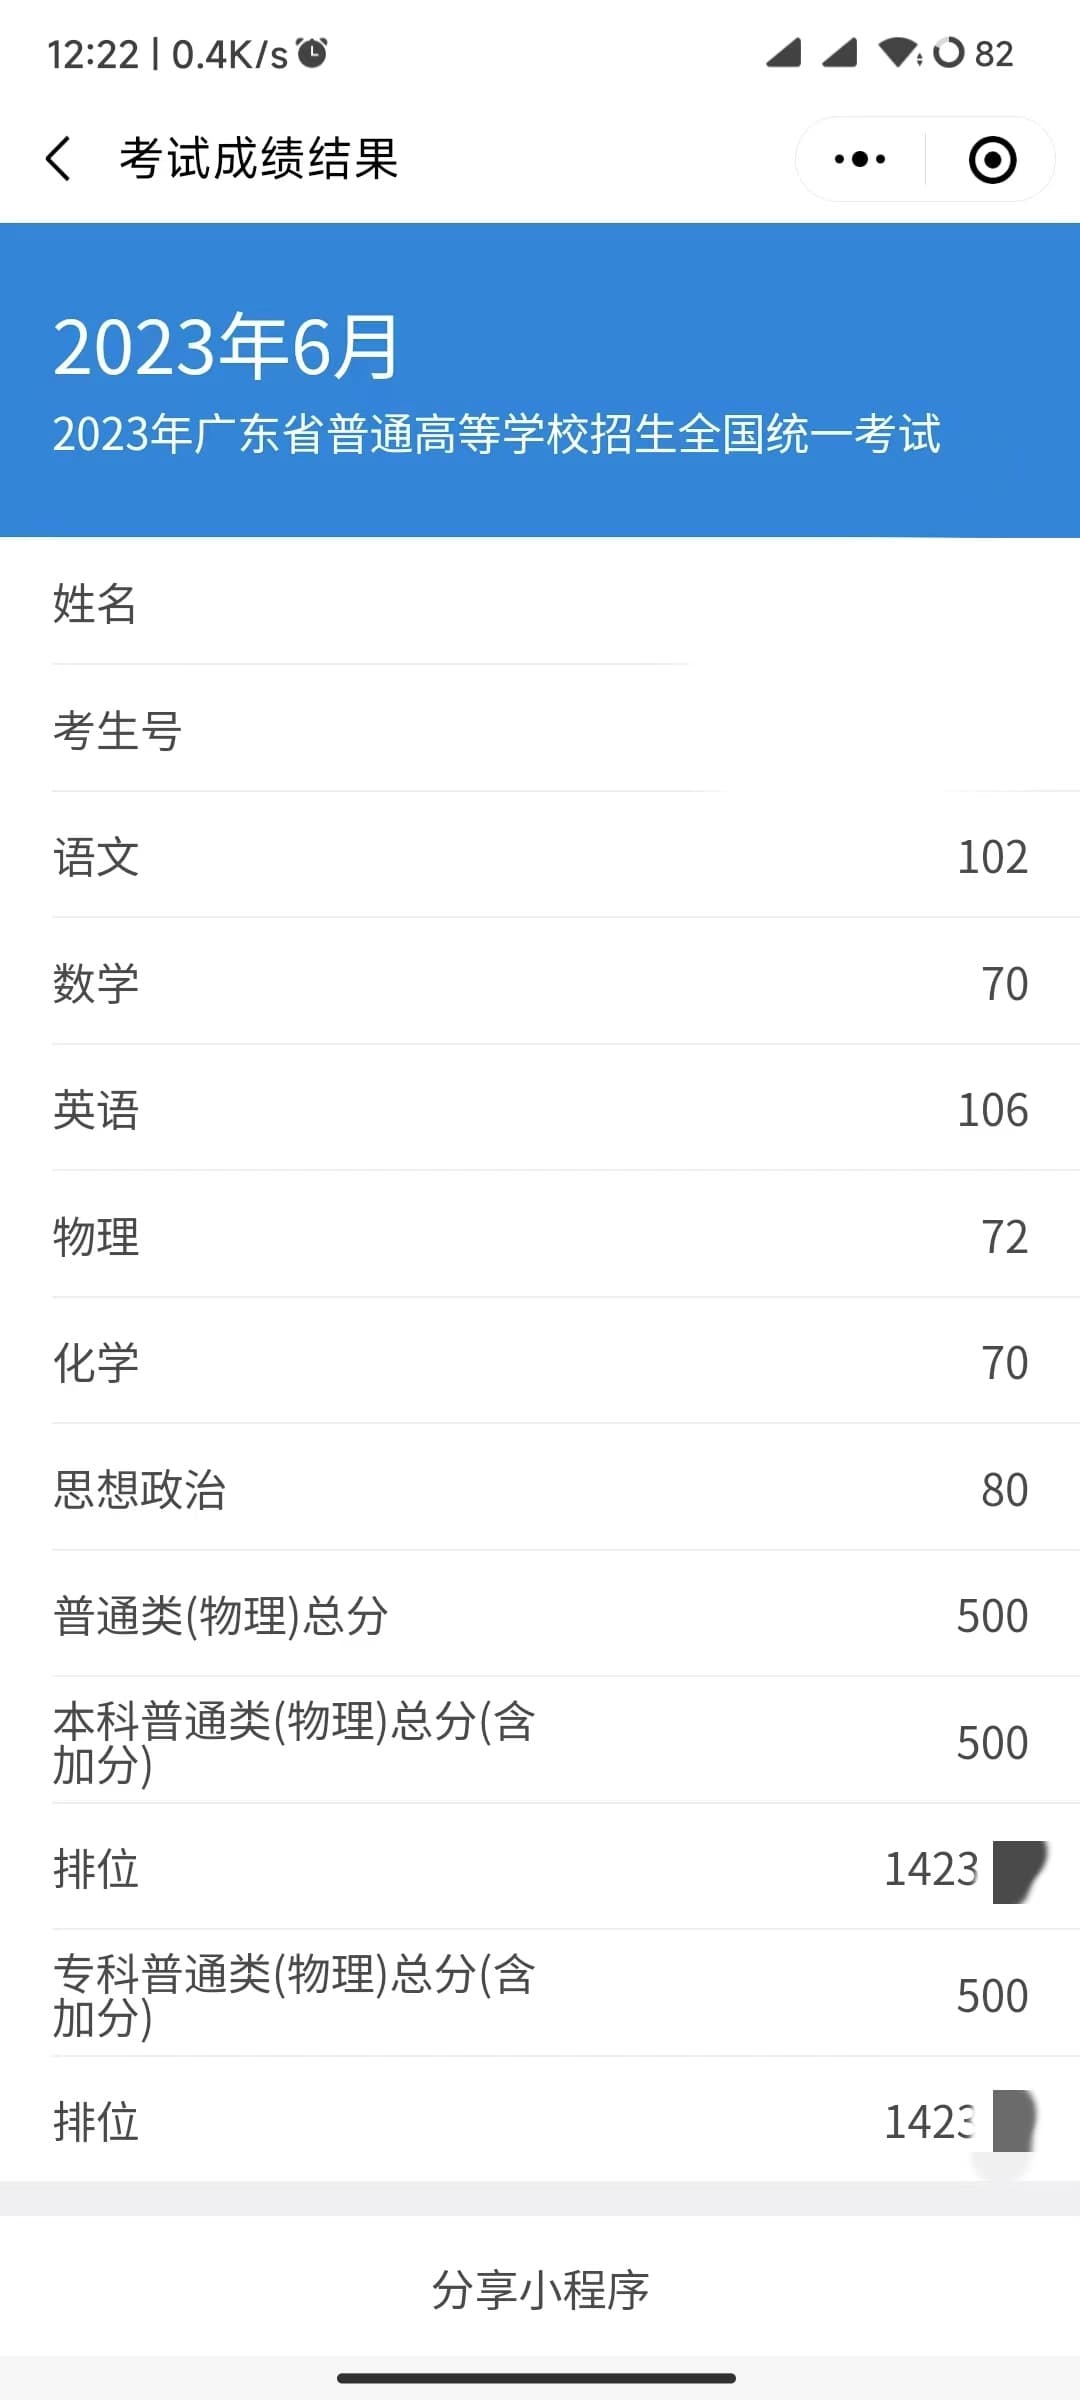 12:22 | 0.4K/s
82
考试成绩结果
2023年6月
2023年广东省普通高等学校招生全国统一考试
姓名
考生号
语文 102
数学 70
英语 106
物理 72
化学 70
思想政治 80
普通类(物理)总分 500
本科普通类(物理)总分(含
加分) 500
排位 1423
专科普通类(物理)总分(含
加分) 500
排位 1423
分享小程序